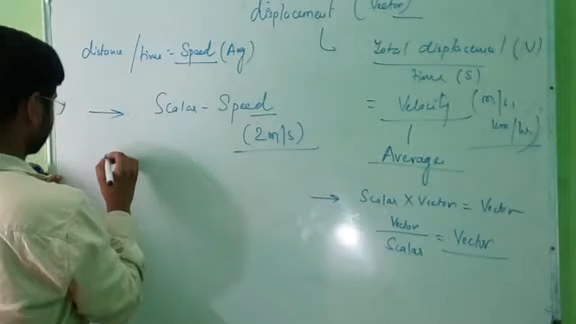 displacement (Vector)
distance/time = Speed (Avg)
Total displacement (V)
time (S)
Scalar - Speed
(2m/s)
= Velocity (m/s,
km/hr)
Average
→ Scalar X Vector = Vector
Vector
Scalar = Vector